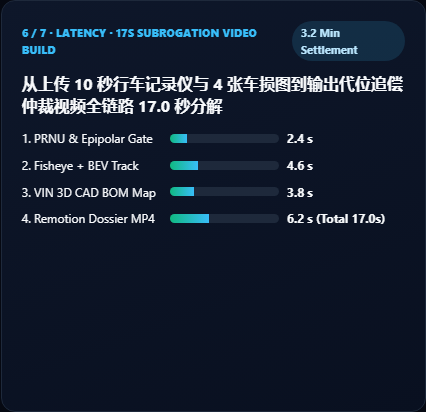 6 / 7 · LATENCY · 17S SUBROGATION VIDEO
BUILD
3.2 Min
Settlement
从上传 10 秒行车记录仪与 4 张车损图到输出代位追偿
仲裁视频全链路 17.0 秒分解
1. PRNU & Epipolar Gate 2.4 s
2. Fisheye + BEV Track 4.6 s
3. VIN 3D CAD BOM Map 3.8 s
4. Remotion Dossier MP4 6.2 s (Total 17.0s)